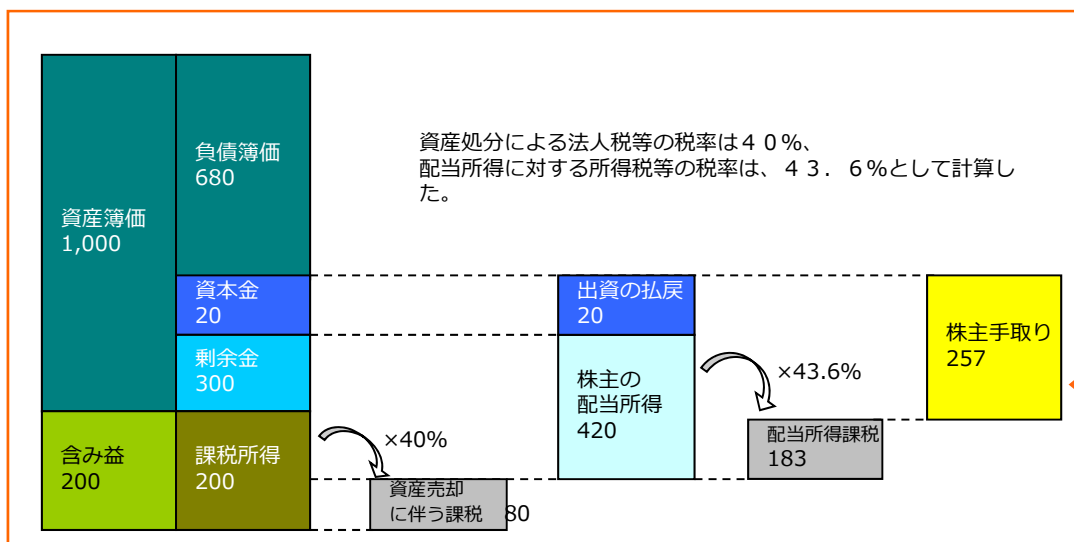 資産処分による法人税等の税率は４０%、
配当所得に対する所得税等の税率は、４３．６%として計算し
た。
資産簿価
1,000
負債簿価
680
資本金
20
剰余金
300
含み益
200
課税所得
200
×40%
資産売却
に伴う課税 80
出資の払戻
20
株主の
配当所得
420
×43.6%
配当所得課税
183
株主手取り
257